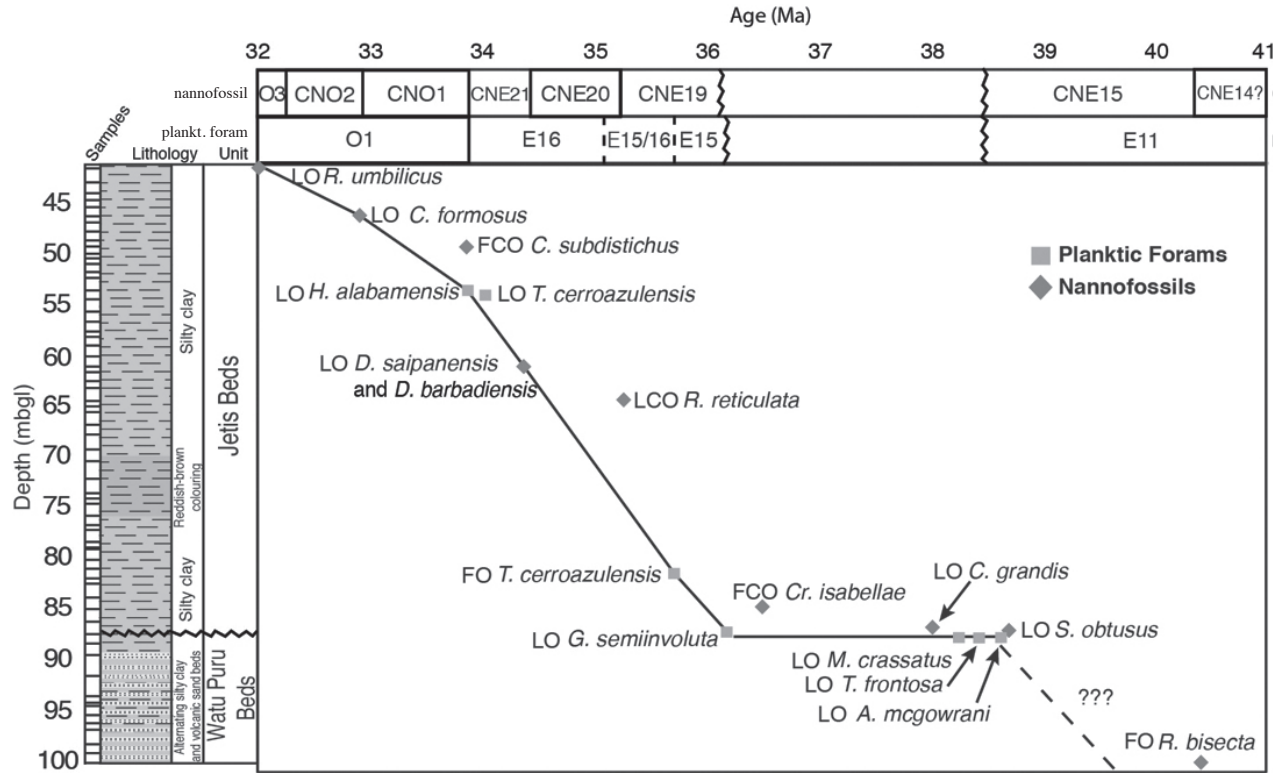 Age (Ma)
32 33 34 35 36 37 38 39 40 41
nannofossil O3 CNO2 CNO1 CNE21 CNE20 CNE19 CNE15 CNE14?
plankt. foram O1 E16 E15/16 E15 E11
Samples
Lithology Unit
Depth (mbgl)
45
50
55
60
65
70
75
80
85
90
95
100
Silty clay
Reddish-brown
colouring
Silty clay
Alternating silty clay
and volcanic sand beds
Jetis Beds
Watu Puru
Beds
LO R. umbilicus
LO C. formosus
FCO C. subdistichus
Planktic Forams
Nannofossils
LO H. alabamensis
LO T. cerroazulensis
LO D. saipanensis
and D. barbadiensis
LCO R. reticulata
FO T. cerroazulensis
FCO Cr. isabellae
LO C. grandis
LO G. semiinvoluta
LO S. obtusus
LO M. crassatus
LO T. frontosa
LO A. mcgowrani
???
FO R. bisecta